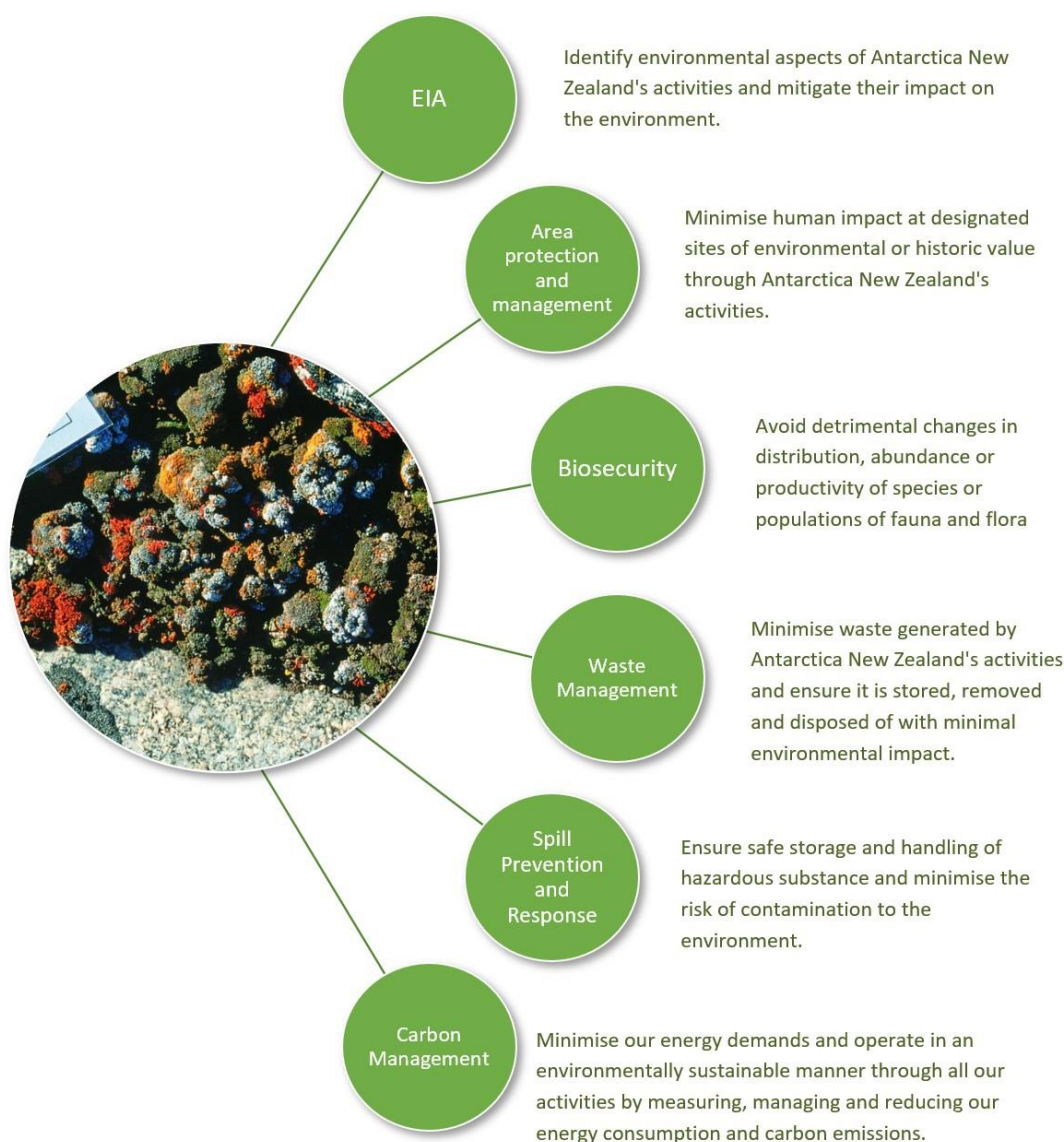 EIA
Identify environmental aspects of Antarctica New
Zealand's activities and mitigate their impact on
the environment.
Area
protection
and
management
Minimise human impact at designated
sites of environmental or historic value
through Antarctica New Zealand's
activities.
Biosecurity
Avoid detrimental changes in
distribution, abundance or
productivity of species or
populations of fauna and flora
Waste
Management
Minimise waste generated by
Antarctica New Zealand's activities
and ensure it is stored, removed
and disposed of with minimal
environmental impact.
Spill
Prevention
and
Response
Ensure safe storage and handling of
hazardous substance and minimise the
risk of contamination to the
environment.
Carbon
Management
Minimise our energy demands and operate in an
environmentally sustainable manner through all our
activities by measuring, managing and reducing our
energy consumption and carbon emissions.